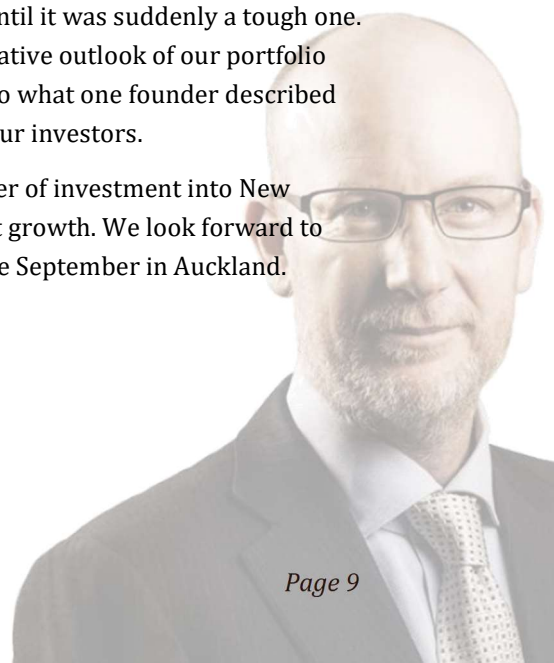 ntil it was suddenly a tough one.
ative outlook of our portfolio
o what one founder described
ur investors.
er of investment into New
t growth. We look forward to
e September in Auckland.
Page 9